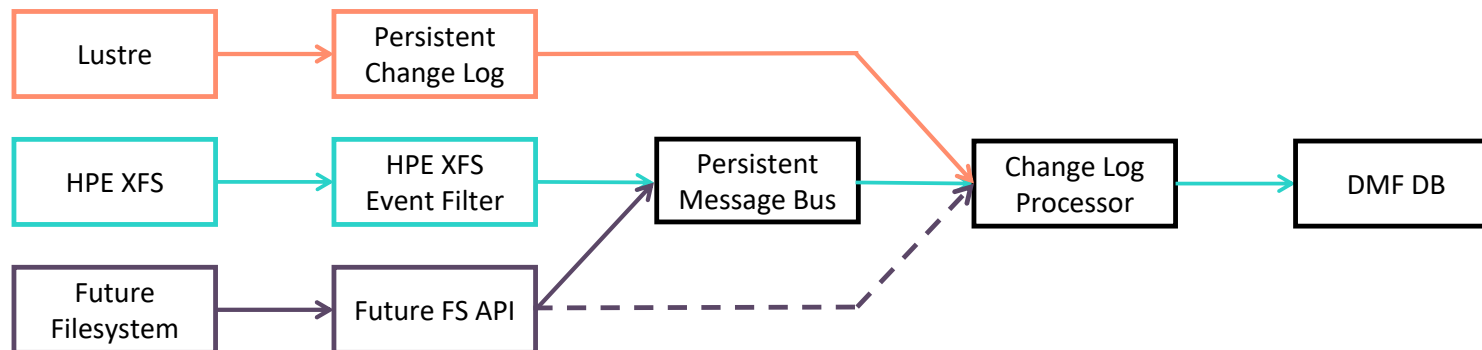 Lustre
Persistent
Change Log
HPE XFS
HPE XFS
Event Filter
Persistent
Message Bus
Change Log
Processor
DMF DB
Future
Filesystem
Future FS API